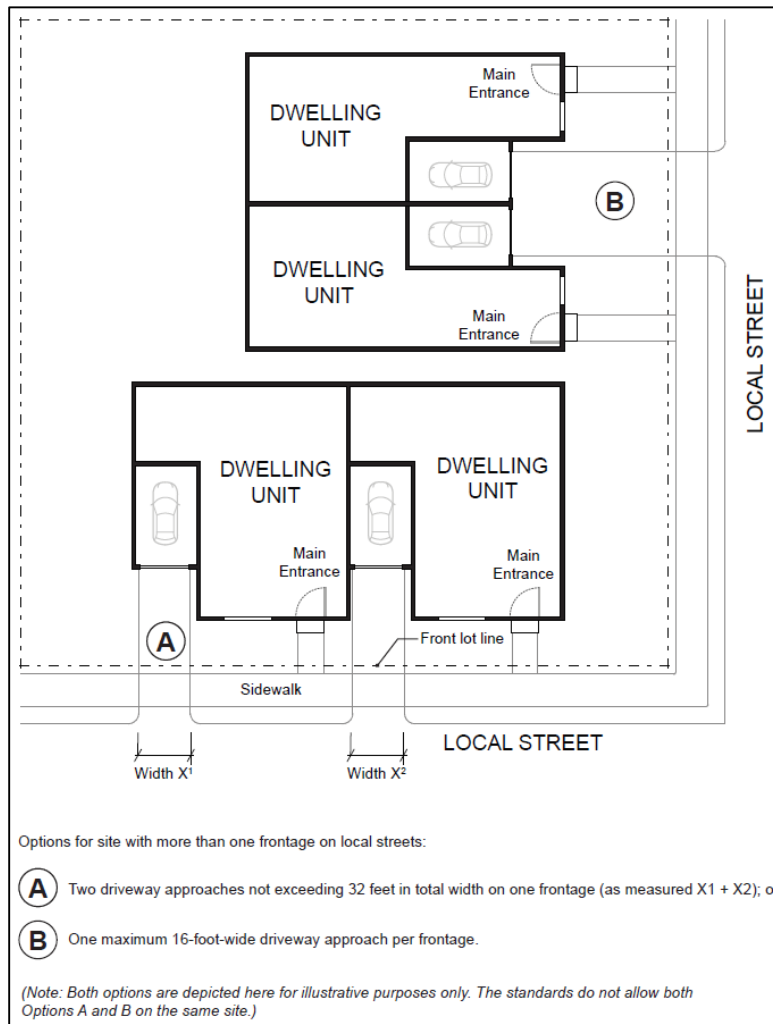 Main
Entrance
DWELLING
UNIT
B
DWELLING
UNIT
Main
Entrance
LOCAL STREET
DWELLING
UNIT
DWELLING
UNIT
Main
Entrance
Main
Entrance
A
Front lot line
Sidewalk
LOCAL STREET
Width X¹
Width X²
Options for site with more than one frontage on local streets:
A Two driveway approaches not exceeding 32 feet in total width on one frontage (as measured X1 + X2); o
B One maximum 16-foot-wide driveway approach per frontage.
(Note: Both options are depicted here for illustrative purposes only. The standards do not allow both
Options A and B on the same site.)